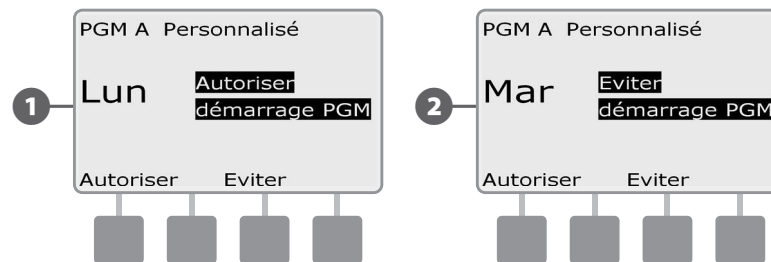 PGM A Personnalisé
1
Lun
Autoriser
démarrage PGM
Autoriser Eviter
PGM A Personnalisé
2
Mar
Eviter
démarrage PGM
Autoriser Eviter